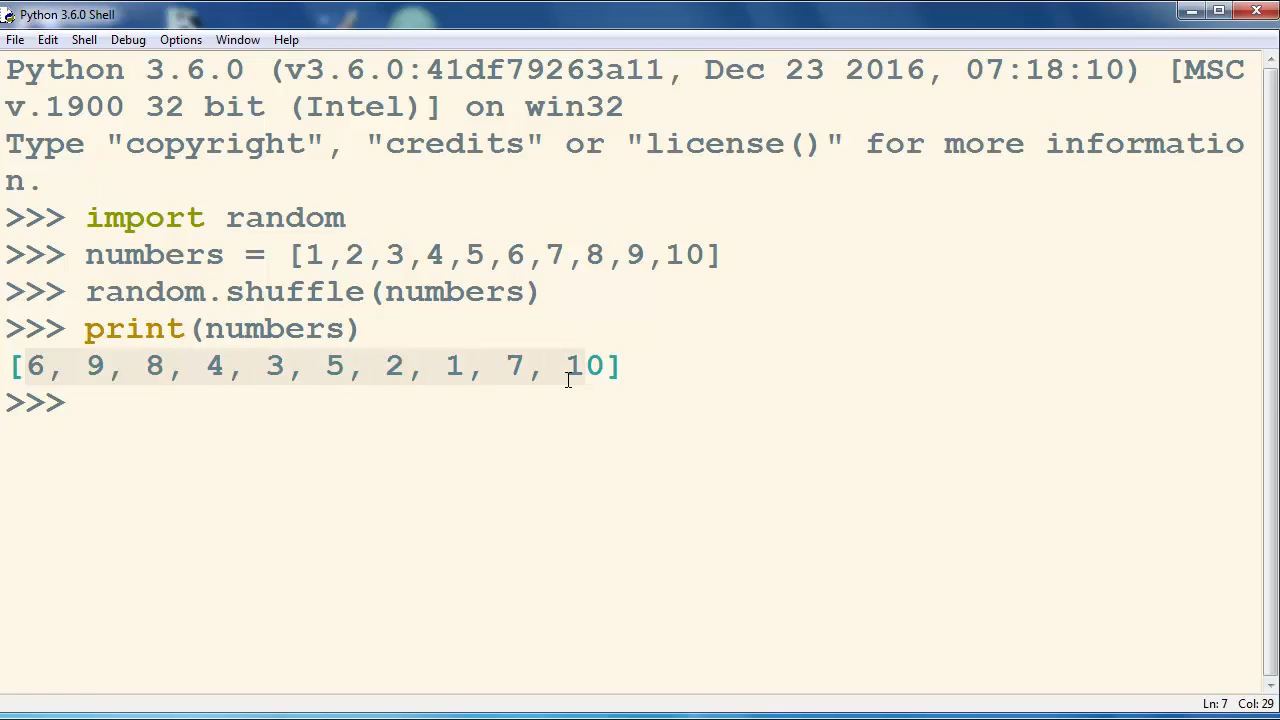 Python 3.6.0 Shell
File Edit Shell Debug Options Window Help
Python 3.6.0 (v3.6.0:41df79263a11, Dec 23 2016, 07:18:10) [MSC
v.1900 32 bit (Intel)] on win32
Type "copyright", "credits" or "license()" for more informatio
n.
>>> import random
>>> numbers = [1,2,3,4,5,6,7,8,9,10]
>>> random.shuffle(numbers)
>>> print(numbers)
[6, 9, 8, 4, 3, 5, 2, 1, 7, 10]
>>>
Ln: 7 Col: 29